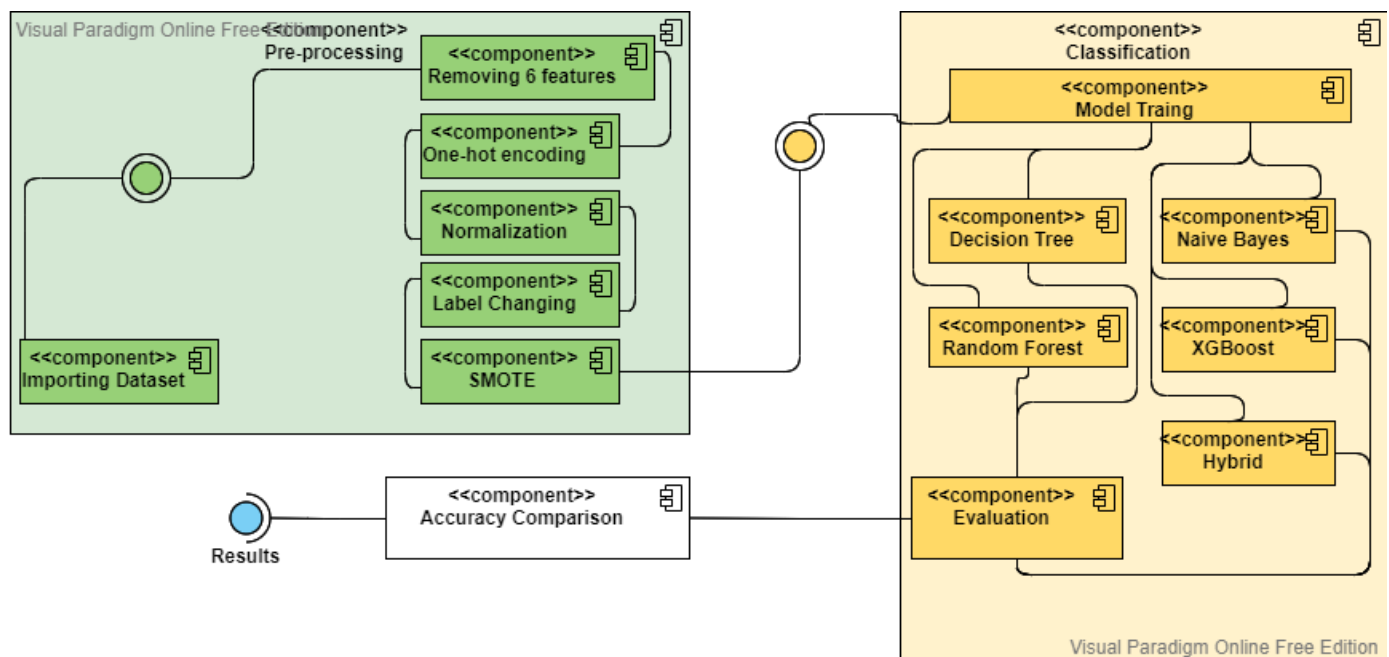 Visual Paradigm Online Free Edition
<<component>>
Pre-processing
<<component>>
Removing 6 features
<<component>>
One-hot encoding
<<component>>
Normalization
<<component>>
Label Changing
<<component>>
SMOTE
<<component>>
Importing Dataset
<<component>>
Classification
<<component>>
Model Traing
<<component>>
Decision Tree
<<component>>
Naive Bayes
<<component>>
Random Forest
<<component>>
XGBoost
<<component>>
Hybrid
<<component>>
Evaluation
<<component>>
Accuracy Comparison
Results
Visual Paradigm Online Free Edition